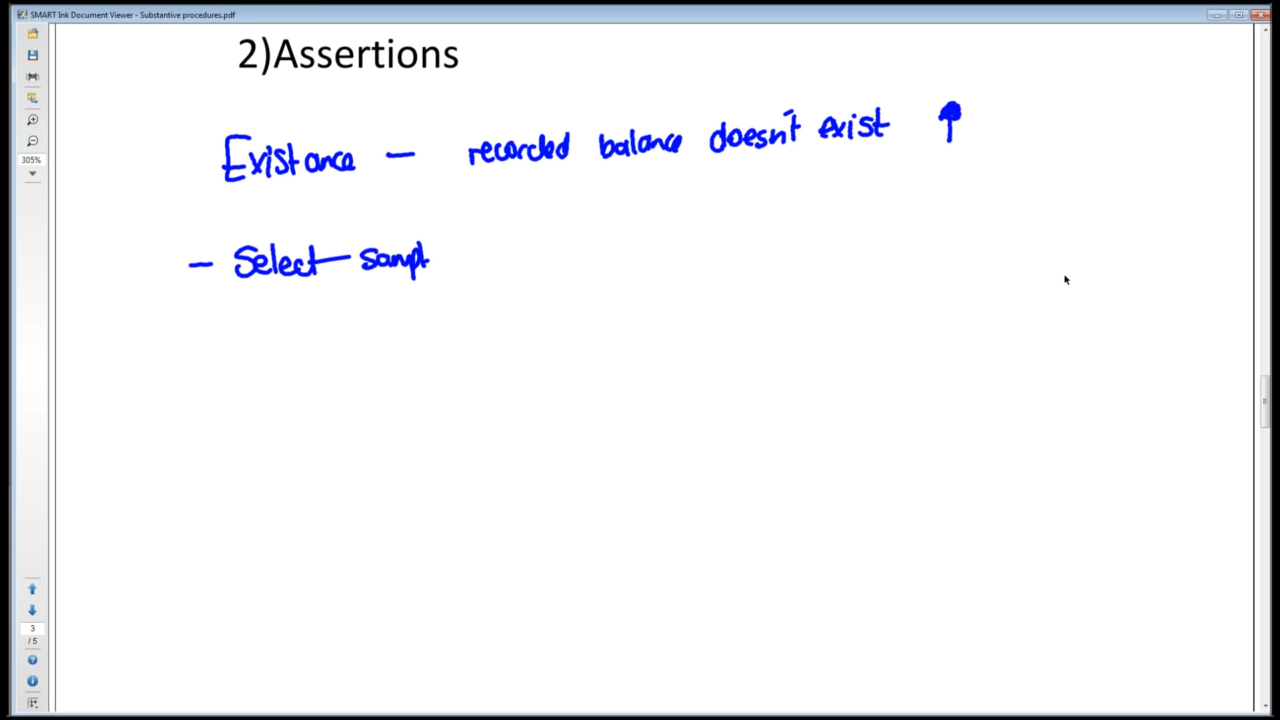 SMART Ink Document Viewer - Substantive procedures.pdf
2)Assertions
Existance - recorded balance doesn't exist ↑
- Select sampl
305%
3
/ 5